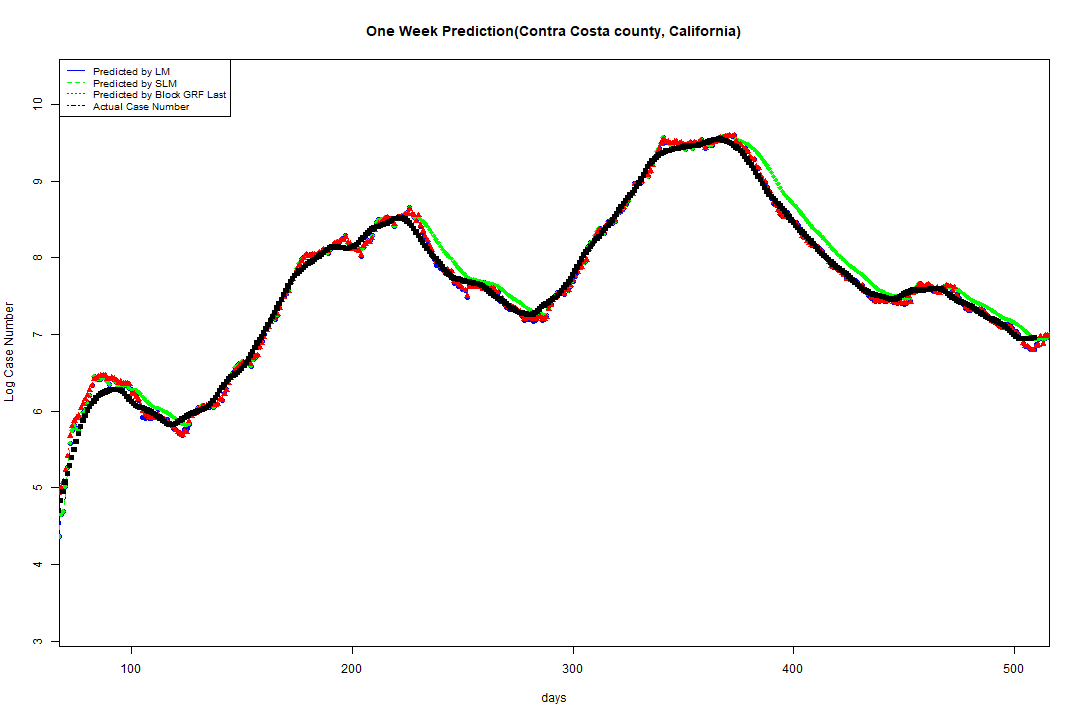 One Week Prediction(Contra Costa county, California)
Predicted by LM
Predicted by SLM
Predicted by Block GRF Last
Actual Case Number
10
9
8
7
6
5
4
3
Log Case Number
100 200 300 400 500
days